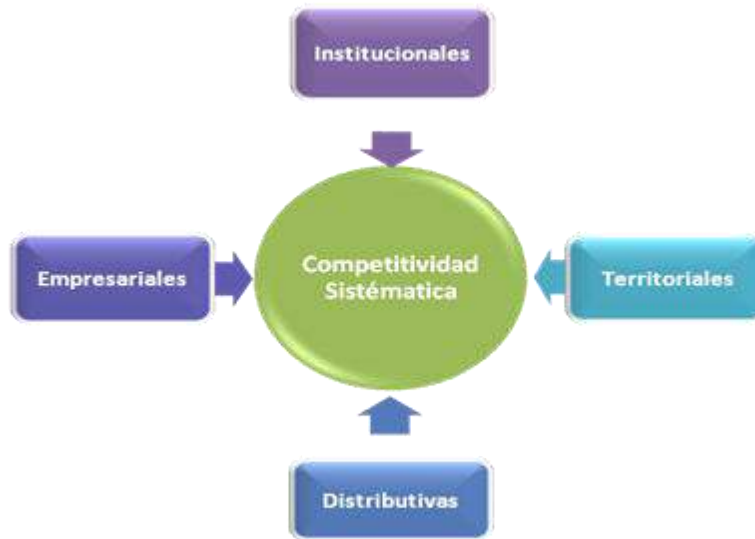 Institucionales
Empresariales
Competitividad
Sistématica
Territoriales
Distributivas